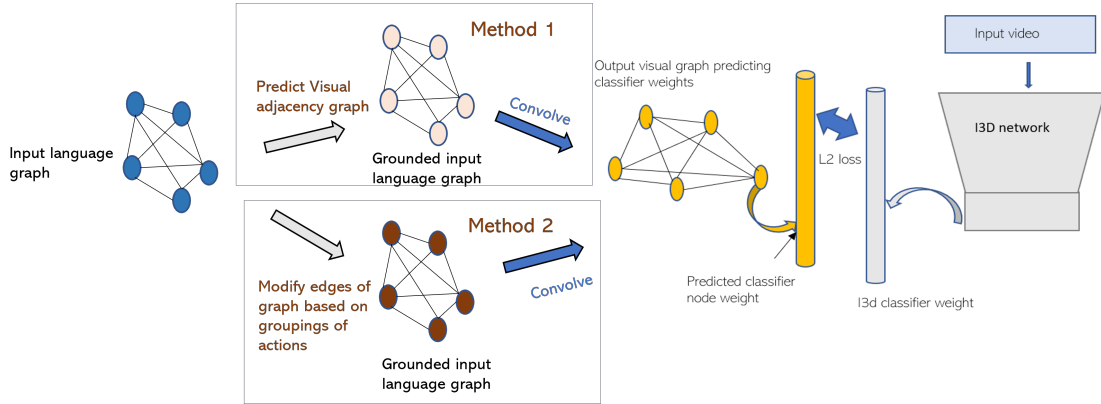 Input language
graph
Method 1
Predict Visual
adjacency graph
Grounded input
language graph
Convolve
Method 2
Modify edges of
graph based on
groupings of
actions
Grounded input
language graph
Convolve
Output visual graph predicting
classifier weights
Predicted classifier
node weight
L2 loss
I3d classifier weight
Input video
I3D network